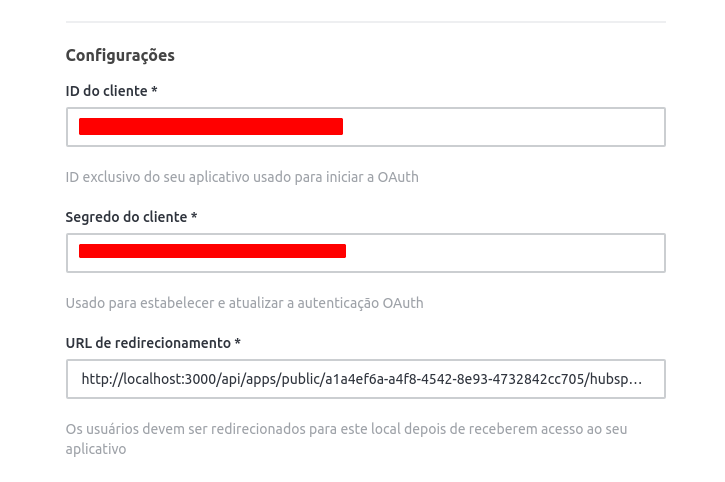 Configurações
ID do cliente *
ID exclusivo do seu aplicativo usado para iniciar a OAuth
Segredo do cliente *
Usado para estabelecer e atualizar a autenticação OAuth
URL de redirecionamento *
http://localhost:3000/api/apps/public/a1a4ef6a-a4f8-4542-8e93-4732842cc705/hubsp…
Os usuários devem ser redirecionados para este local depois de receberem acesso ao seu
aplicativo